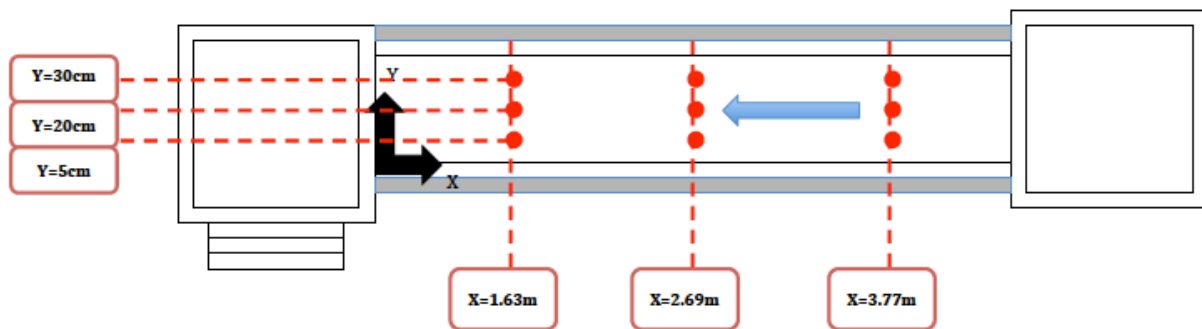 Y=30cm
Y
Y=20cm
Y=5cm
X
X=1.63m
X=2.69m
X=3.77m